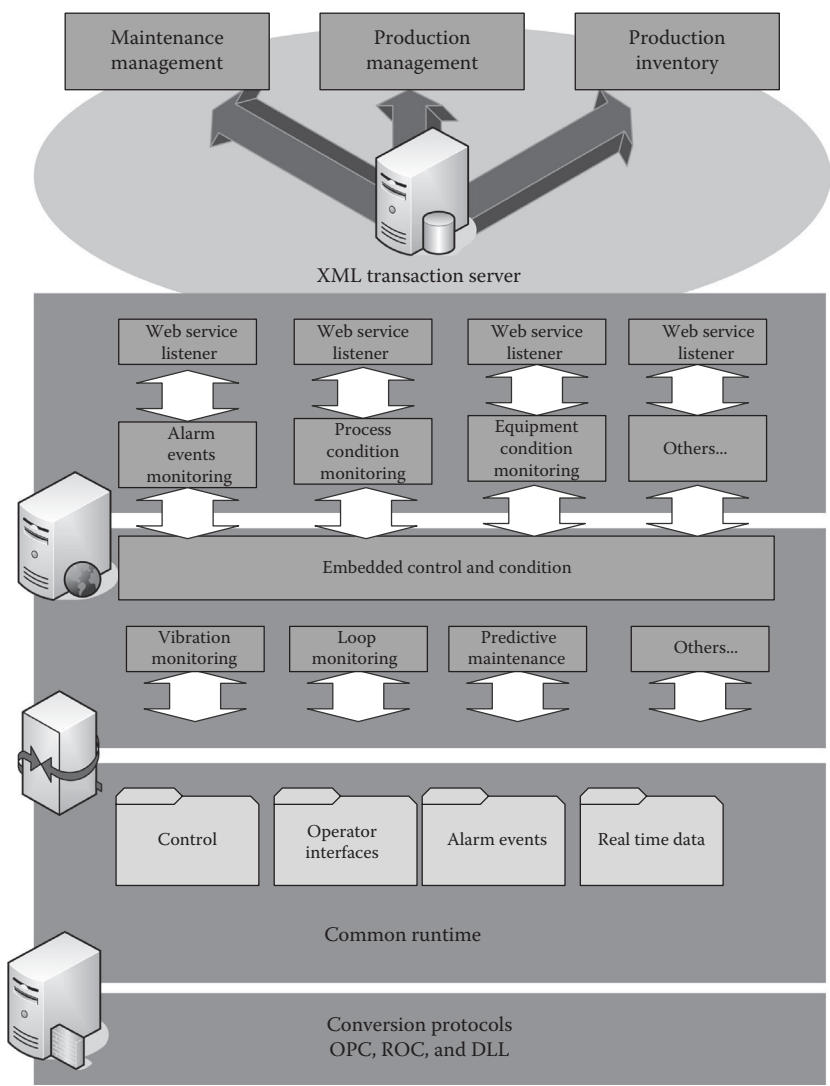 Maintenance
management
Production
management
Production
inventory
XML transaction server
Web service
listener
Web service
listener
Web service
listener
Web service
listener
Alarm
events
monitoring
Process
condition
monitoring
Equipment
condition
monitoring
Others...
Embedded control and condition
Vibration
monitoring
Loop
monitoring
Predictive
maintenance
Others...
Control
Operator
interfaces
Alarm events
Real time data
Common runtime
Conversion protocols
OPC, ROC, and DLL